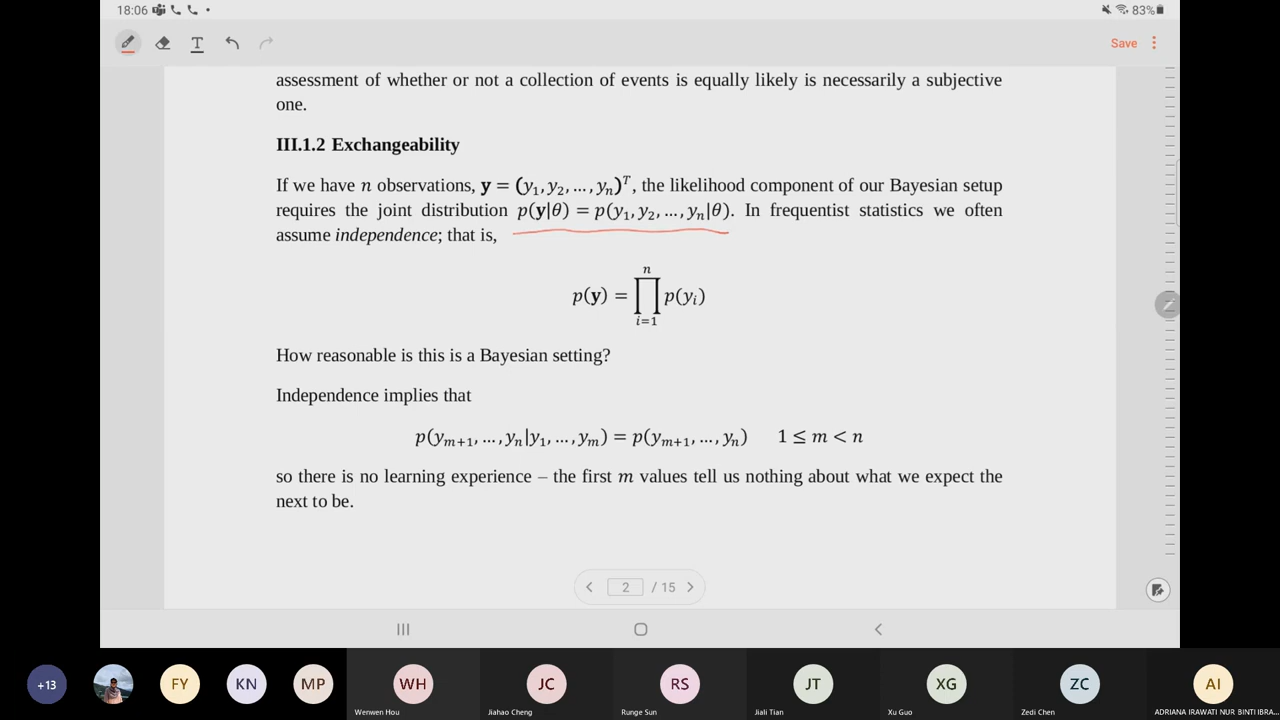 18:06
83%
Save
assessment of whether or not a collection of events is equally likely is necessarily a subjective
one.
III.1.2 Exchangeability
If we have n observations, y = (y₁, y₂, …, yₙ)ᵀ, the likelihood component of our Bayesian setup
requires the joint distribution p(y|θ) = p(y₁, y₂, …, yₙ|θ). In frequentist statistics we often
assume independence; that is,
p(y) = ∏ⁿᵢ₌₁ p(yᵢ)
How reasonable is this is a Bayesian setting?
Independence implies that
p(yₘ₊₁, …, yₙ|y₁, …, yₘ) = p(yₘ₊₁, …, yₙ) 1 ≤ m < n
so there is no learning experience – the first m values tell us nothing about what we expect the
next to be.
2 / 15
+13 FY KN MP WH JC RS JT XG ZC AI
Wenwen Hou Jiahao Cheng Runge Sun Jiali Tian Xu Guo Zedi Chen ADRIANA IRAWATI NUR BINTI IBRA...